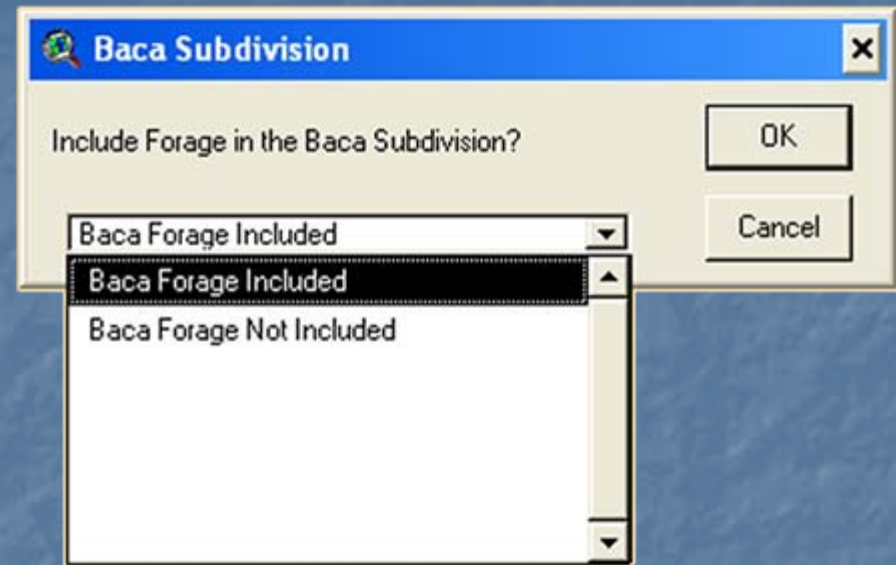 Baca Subdivision
Include Forage in the Baca Subdivision?
OK
Baca Forage Included
Cancel
Baca Forage Included
Baca Forage Not Included